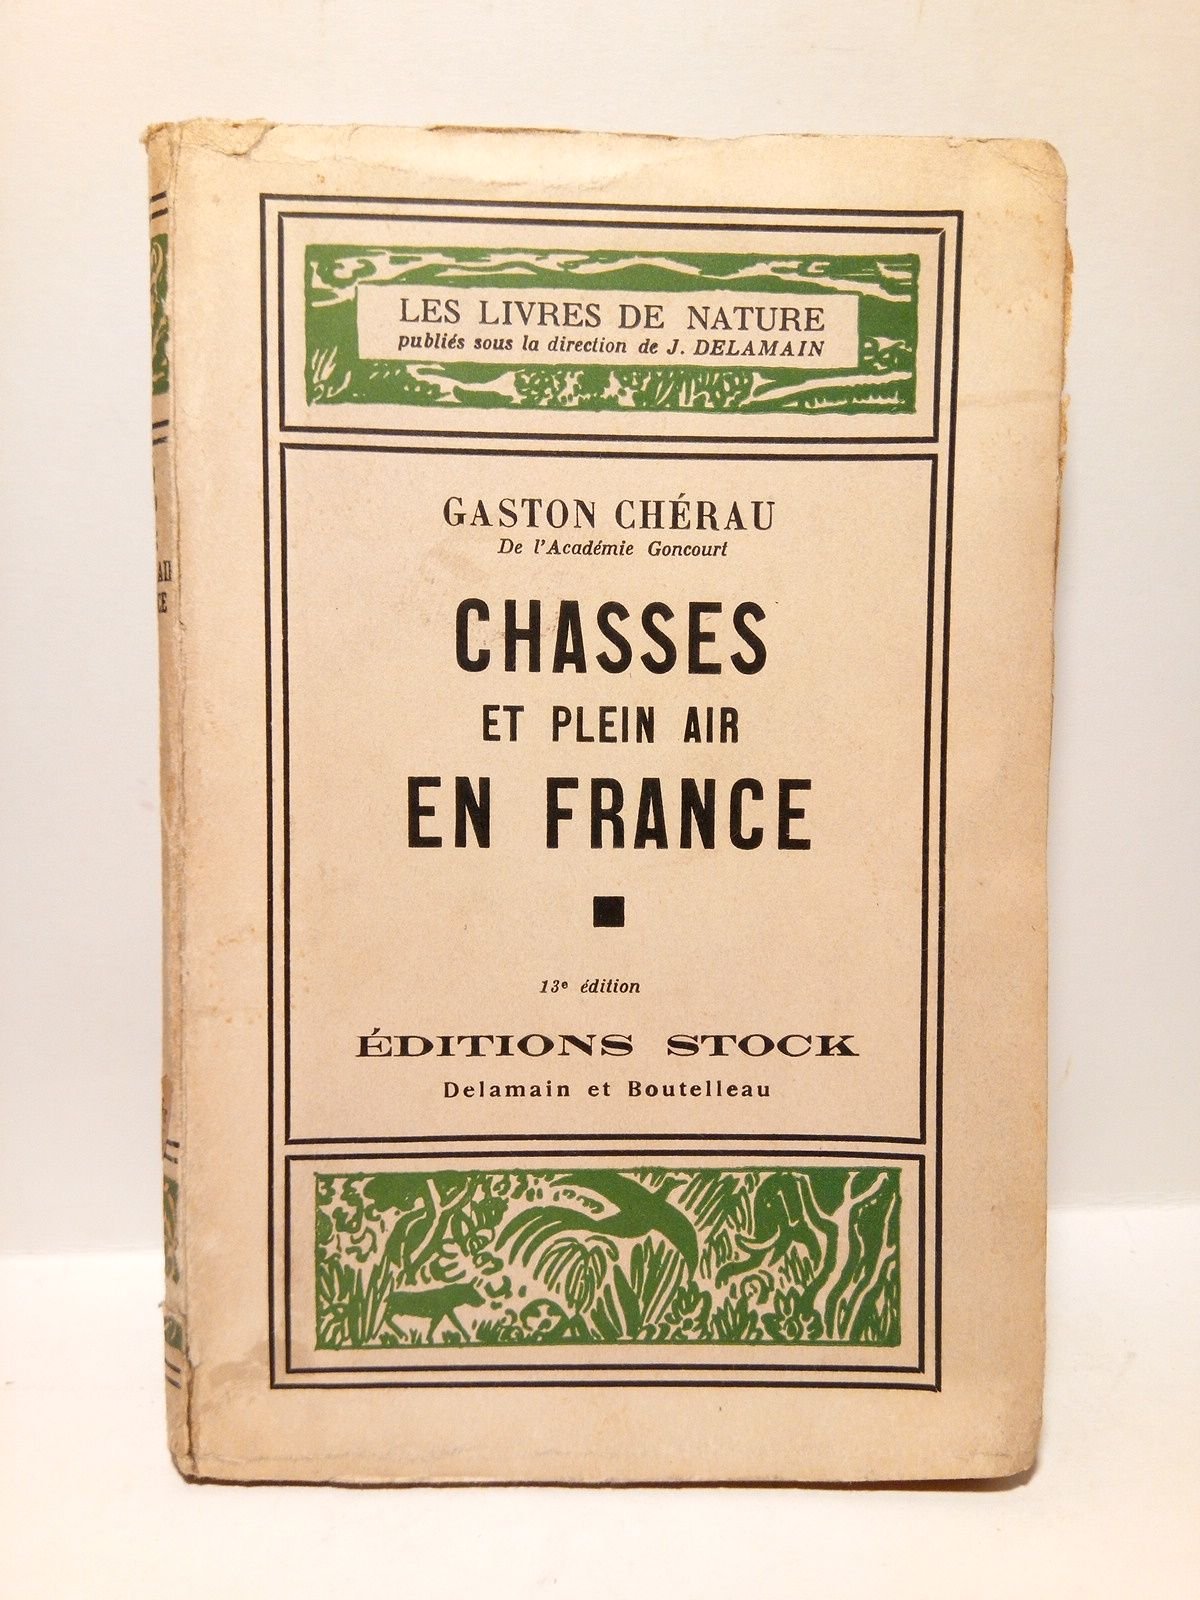 LES LIVRES DE NATURE
publiés sous la direction de J. DELAMAIN
GASTON CHÉRAU
De l'Académie Goncourt
CHASSES
ET PLEIN AIR
EN FRANCE
13e édition
ÉDITIONS STOCK
Delamain et Boutelleau